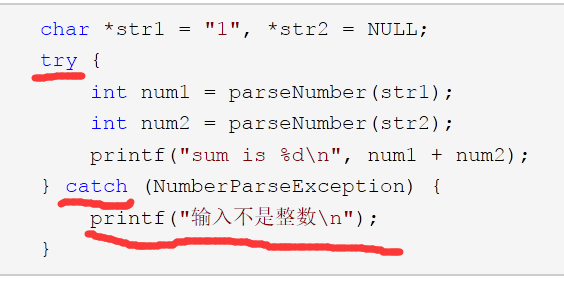 char *str1 = "1", *str2 = NULL;
try {
int num1 = parseNumber(str1);
int num2 = parseNumber(str2);
printf("sum is %d\n", num1 + num2);
} catch (NumberParseException) {
printf("输入不是整数\n");
}